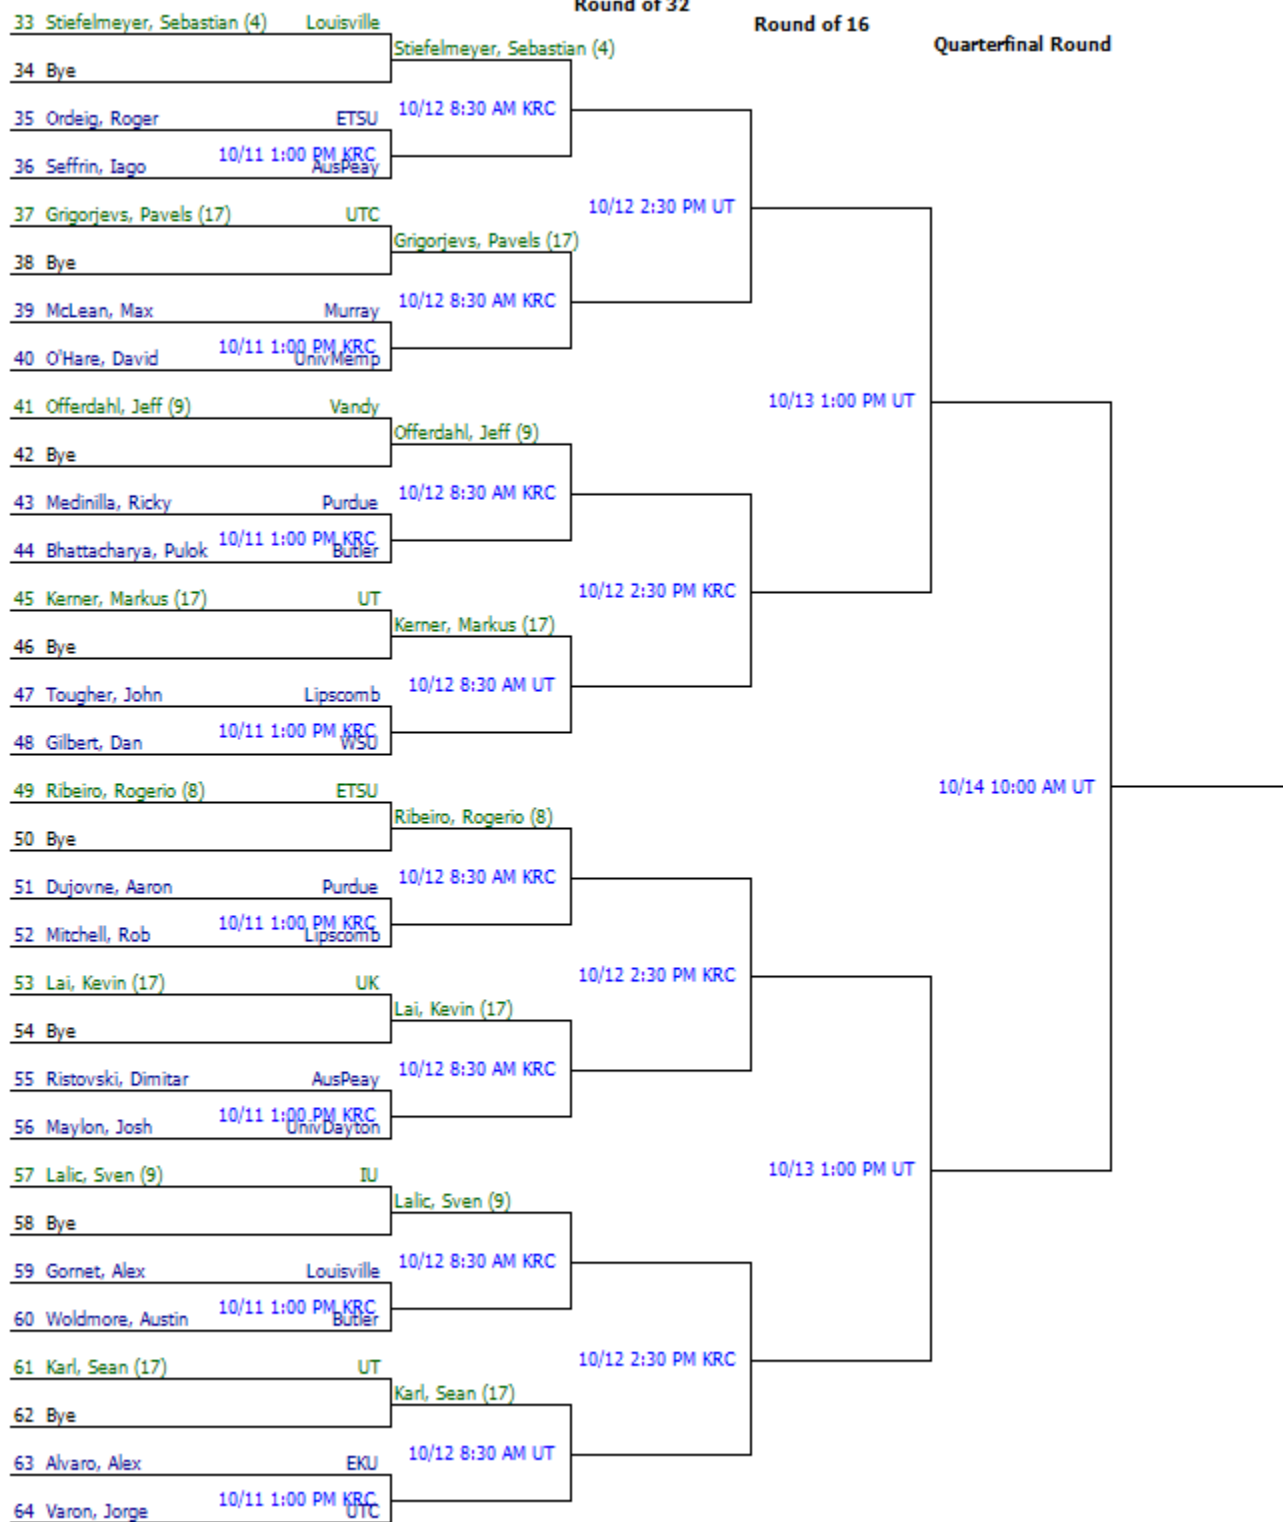 Round of 32
Round of 16
Quarterfinal Round
33 Stiefelmeyer, Sebastian (4) Louisville
Stiefelmeyer, Sebastian (4)
34 Bye
10/12 8:30 AM KRC
35 Ordeig, Roger ETSU
10/11 1:00 PM KRC
36 Seffrin, Iago AusPeay
10/12 2:30 PM UT
37 Grigorjevs, Pavels (17) UTC
Grigorjevs, Pavels (17)
38 Bye
10/12 8:30 AM KRC
39 McLean, Max Murray
10/11 1:00 PM KRC
40 O'Hare, David UnivMemp
10/13 1:00 PM UT
41 Offerdahl, Jeff (9) Vandy
Offerdahl, Jeff (9)
42 Bye
10/12 8:30 AM KRC
43 Medinilla, Ricky Purdue
10/11 1:00 PM KRC
44 Bhattacharya, Pulok Butler
10/12 2:30 PM KRC
45 Kerner, Markus (17) UT
Kerner, Markus (17)
46 Bye
10/12 8:30 AM UT
47 Tougher, John Lipscomb
10/11 1:00 PM KRC
48 Gilbert, Dan WSU
10/14 10:00 AM UT
49 Ribeiro, Rogerio (8) ETSU
Ribeiro, Rogerio (8)
50 Bye
10/12 8:30 AM KRC
51 Dujovne, Aaron Purdue
10/11 1:00 PM KRC
52 Mitchell, Rob Lipscomb
10/12 2:30 PM KRC
53 Lai, Kevin (17) UK
Lai, Kevin (17)
54 Bye
10/12 8:30 AM KRC
55 Ristovski, Dimitar AusPeay
10/11 1:00 PM KRC
56 Maylon, Josh UnivDayton
10/13 1:00 PM UT
57 Lalic, Sven (9) IU
Lalic, Sven (9)
58 Bye
10/12 8:30 AM KRC
59 Gornet, Alex Louisville
10/11 1:00 PM KRC
60 Woldmore, Austin Butler
10/12 2:30 PM KRC
61 Karl, Sean (17) UT
Karl, Sean (17)
62 Bye
10/12 8:30 AM UT
63 Alvaro, Alex EKU
10/11 1:00 PM KRC
64 Varon, Jorge UTC